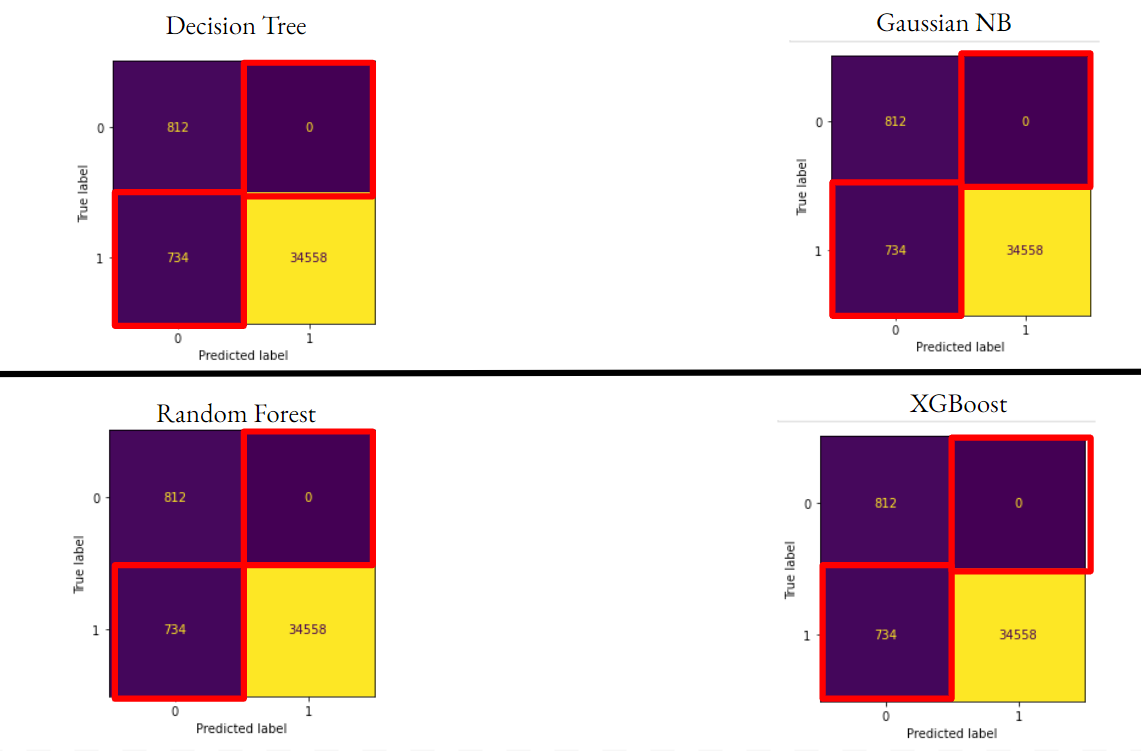 Decision Tree
812 0
734 34558
0
1
True label
0 1
Predicted label
Gaussian NB
812 0
734 34558
0
1
True label
0 1
Predicted label
Random Forest
812 0
734 34558
0
1
True label
0 1
Predicted label
XGBoost
812 0
734 34558
0
1
True label
0 1
Predicted label